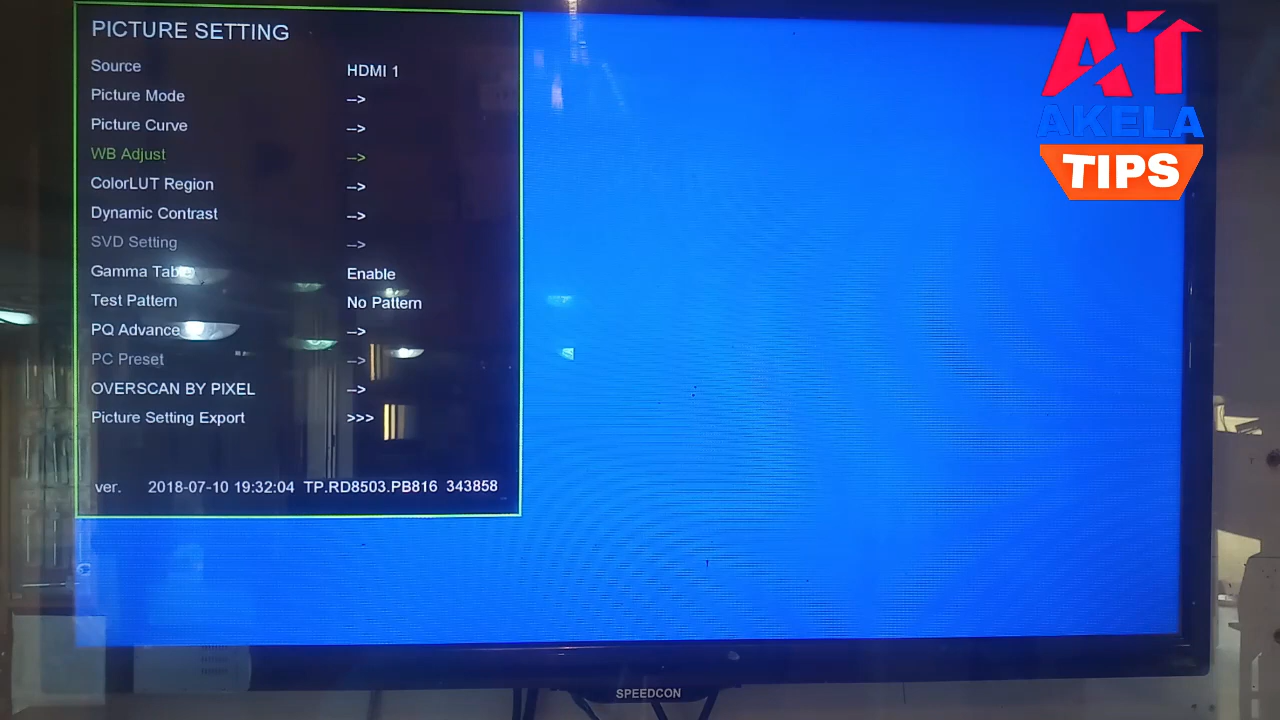 PICTURE SETTING
Source HDMI 1
Picture Mode -->
Picture Curve -->
WB Adjust -->
ColorLUT Region -->
Dynamic Contrast -->
SVD Setting -->
Gamma Table Enable
Test Pattern No Pattern
PQ Advance -->
PC Preset -->
OVERSCAN BY PIXEL -->
Picture Setting Export >>>
ver. 2018-07-10 19:32:04 TP.RD8503.PB816 343858
AT
AKELA
TIPS
SPEEDCON